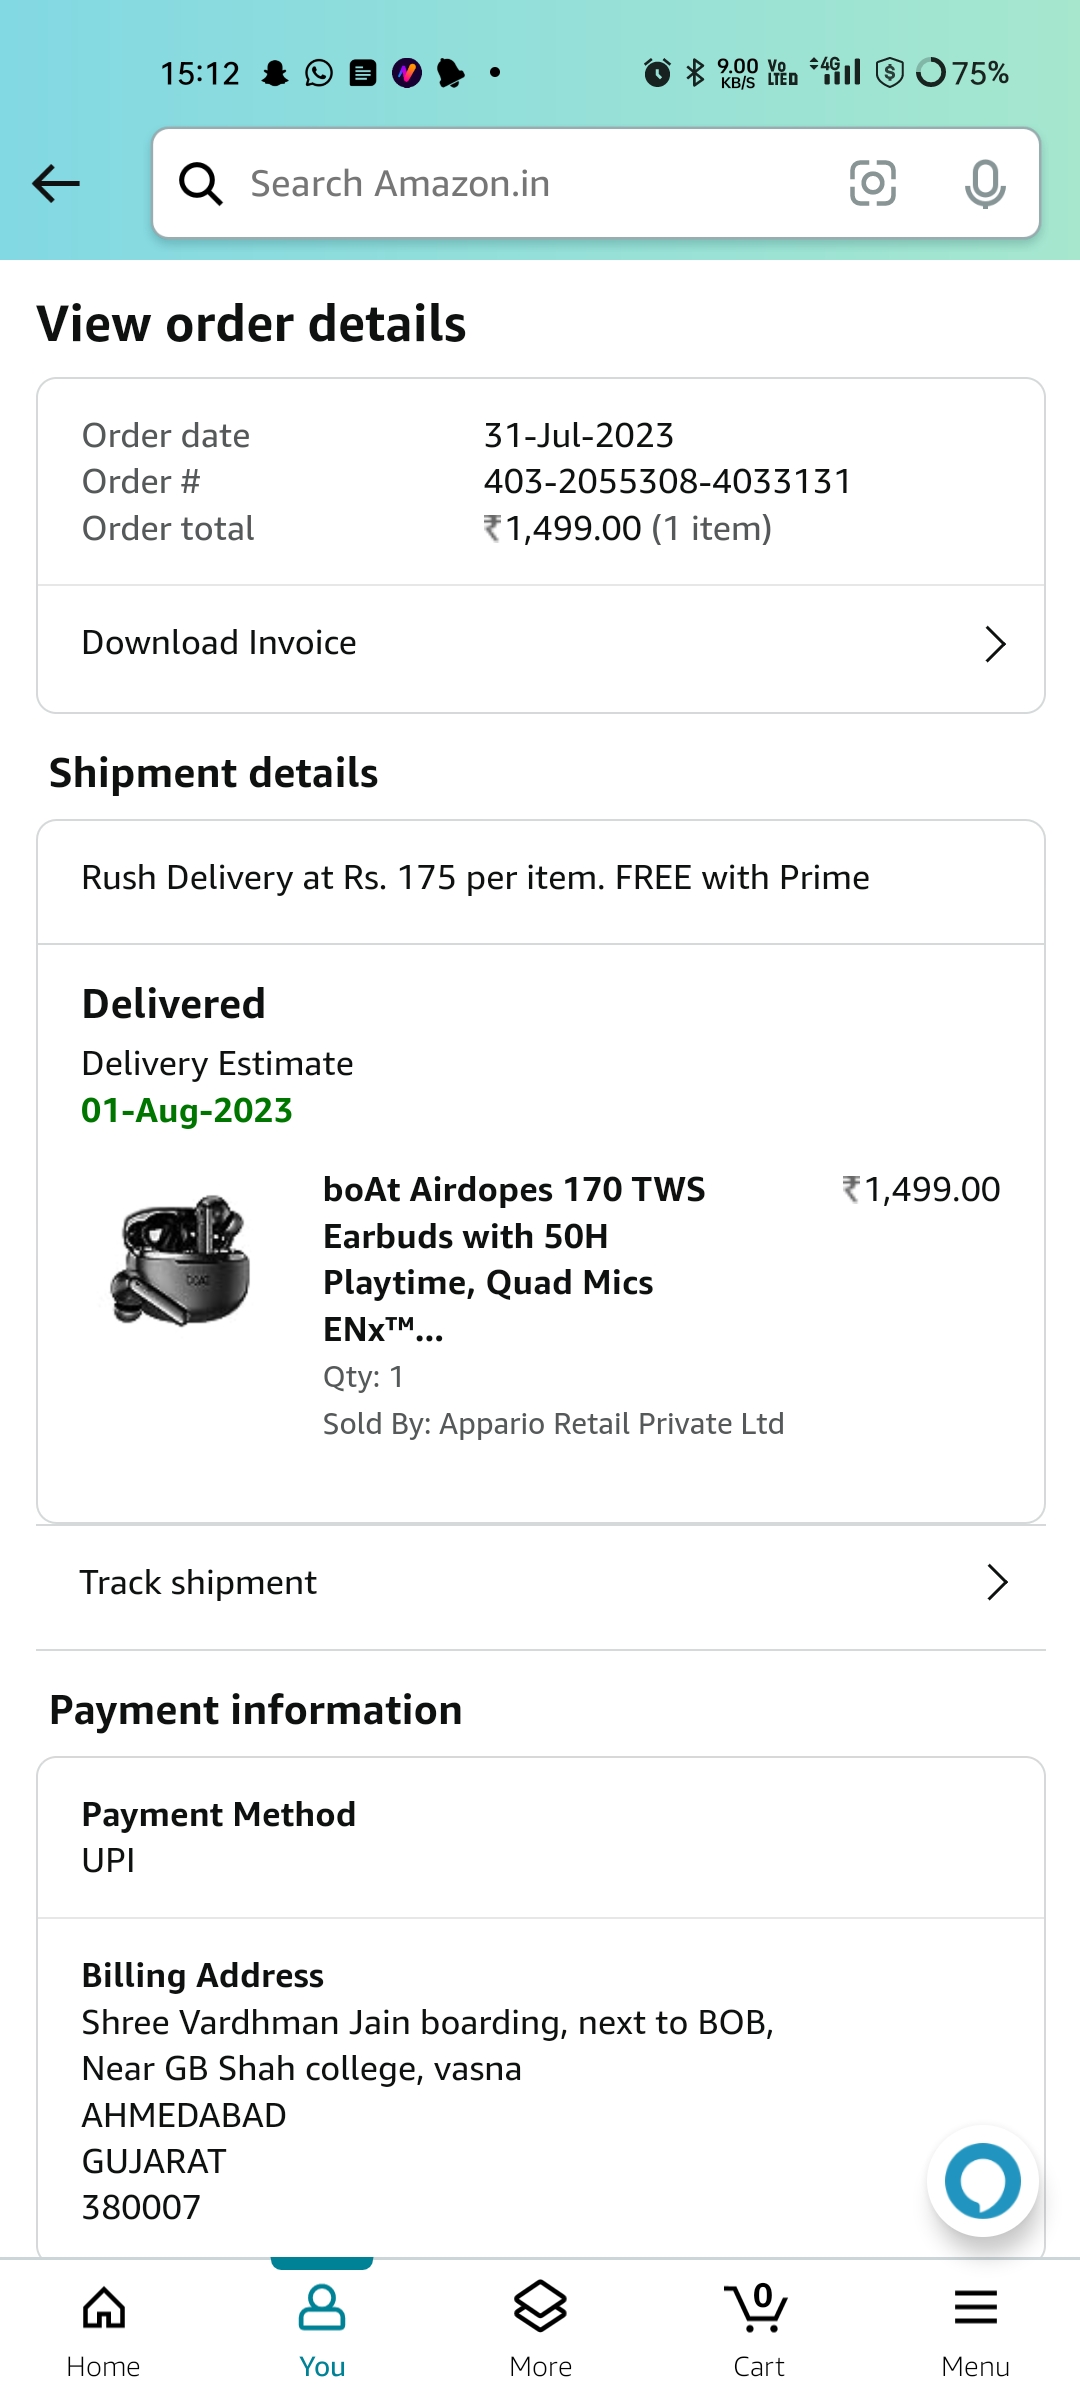 15:12 9.00 KB/S Vo LTED 4G 75%
Search Amazon.in
View order details
Order date 31-Jul-2023
Order # 403-2055308-4033131
Order total ₹1,499.00 (1 item)
Download Invoice
Shipment details
Rush Delivery at Rs. 175 per item. FREE with Prime
Delivered
Delivery Estimate
01-Aug-2023
boAt Airdopes 170 TWS ₹1,499.00
Earbuds with 50H
Playtime, Quad Mics
ENx™...
Qty: 1
Sold By: Appario Retail Private Ltd
boAt
Track shipment
Payment information
Payment Method
UPI
Billing Address
Shree Vardhman Jain boarding, next to BOB,
Near GB Shah college, vasna
AHMEDABAD
GUJARAT
380007
0
Home You More Cart Menu